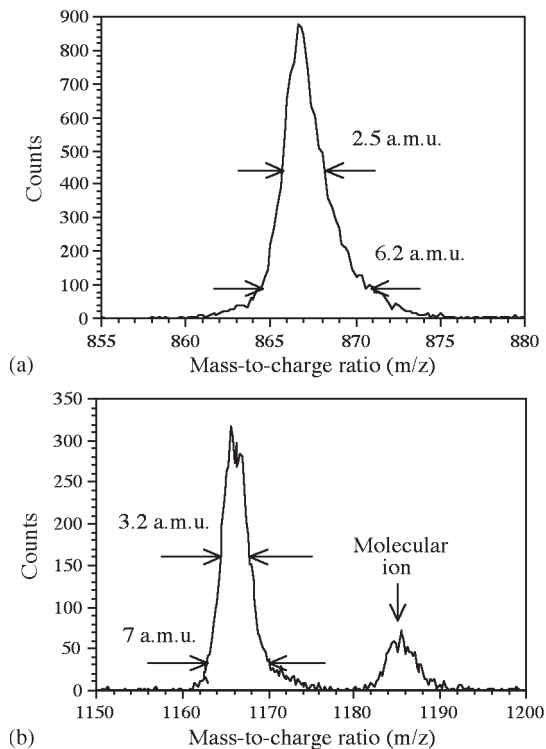 900
800
700
600
500
400
300
200
100
0
Counts
2.5 a.m.u.
6.2 a.m.u.
855 860 865 870 875 880
(a) Mass-to-charge ratio (m/z)
350
300
250
200
150
100
50
0
Counts
3.2 a.m.u.
7 a.m.u.
Molecular
ion
1150 1160 1170 1180 1190 1200
(b) Mass-to-charge ratio (m/z)